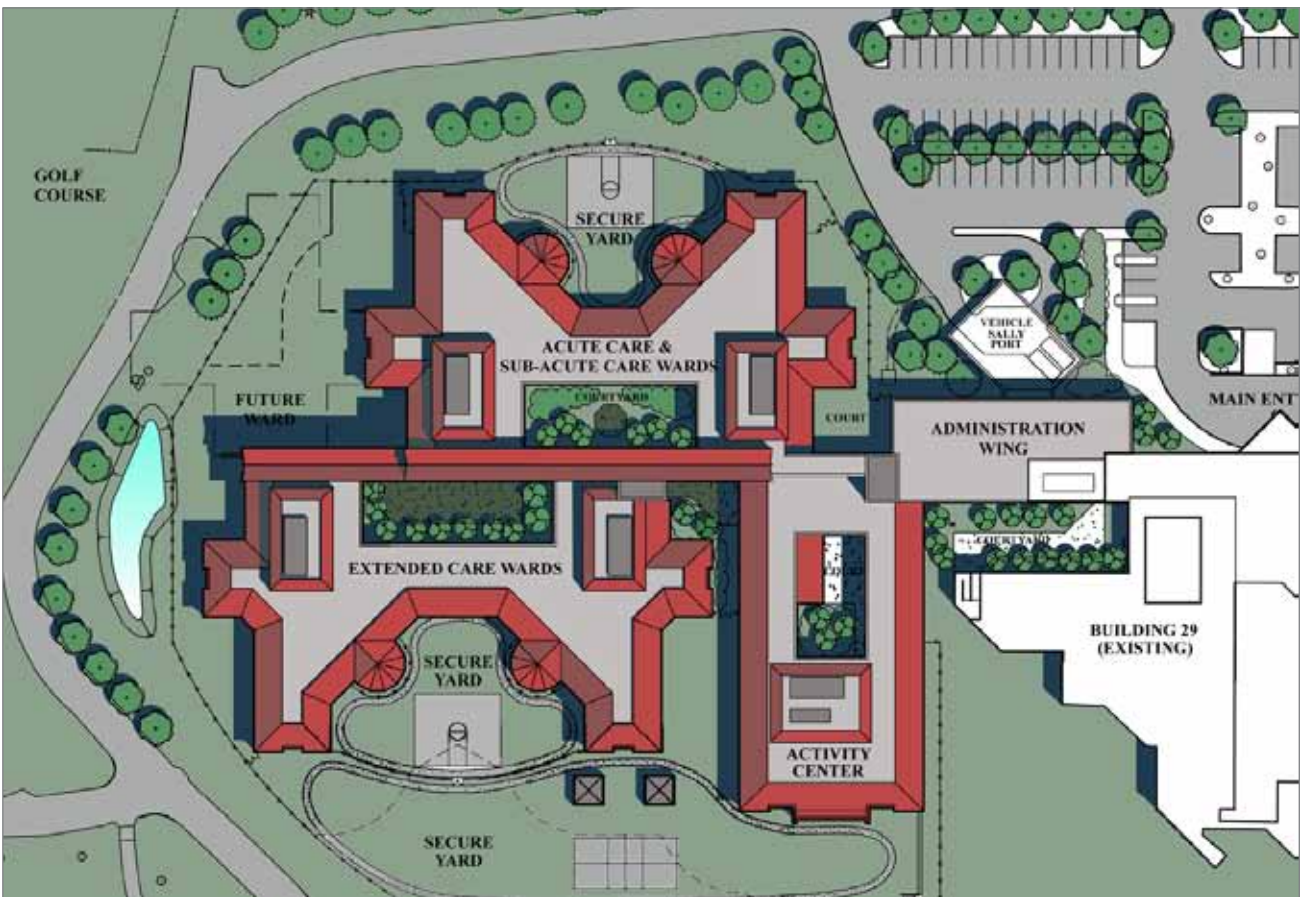 GOLF
COURSE
SECURE
YARD
VEHICLE
SALLY
PORT
ACUTE CARE &
SUB-ACUTE CARE WARDS
COURTYARD
FUTURE
WARD
COURT
ADMINISTRATION
WING
MAIN ENT
EXTENDED CARE WARDS
COURTYARD
BUILDING 29
(EXISTING)
SECURE
YARD
ACTIVITY
CENTER
SECURE
YARD